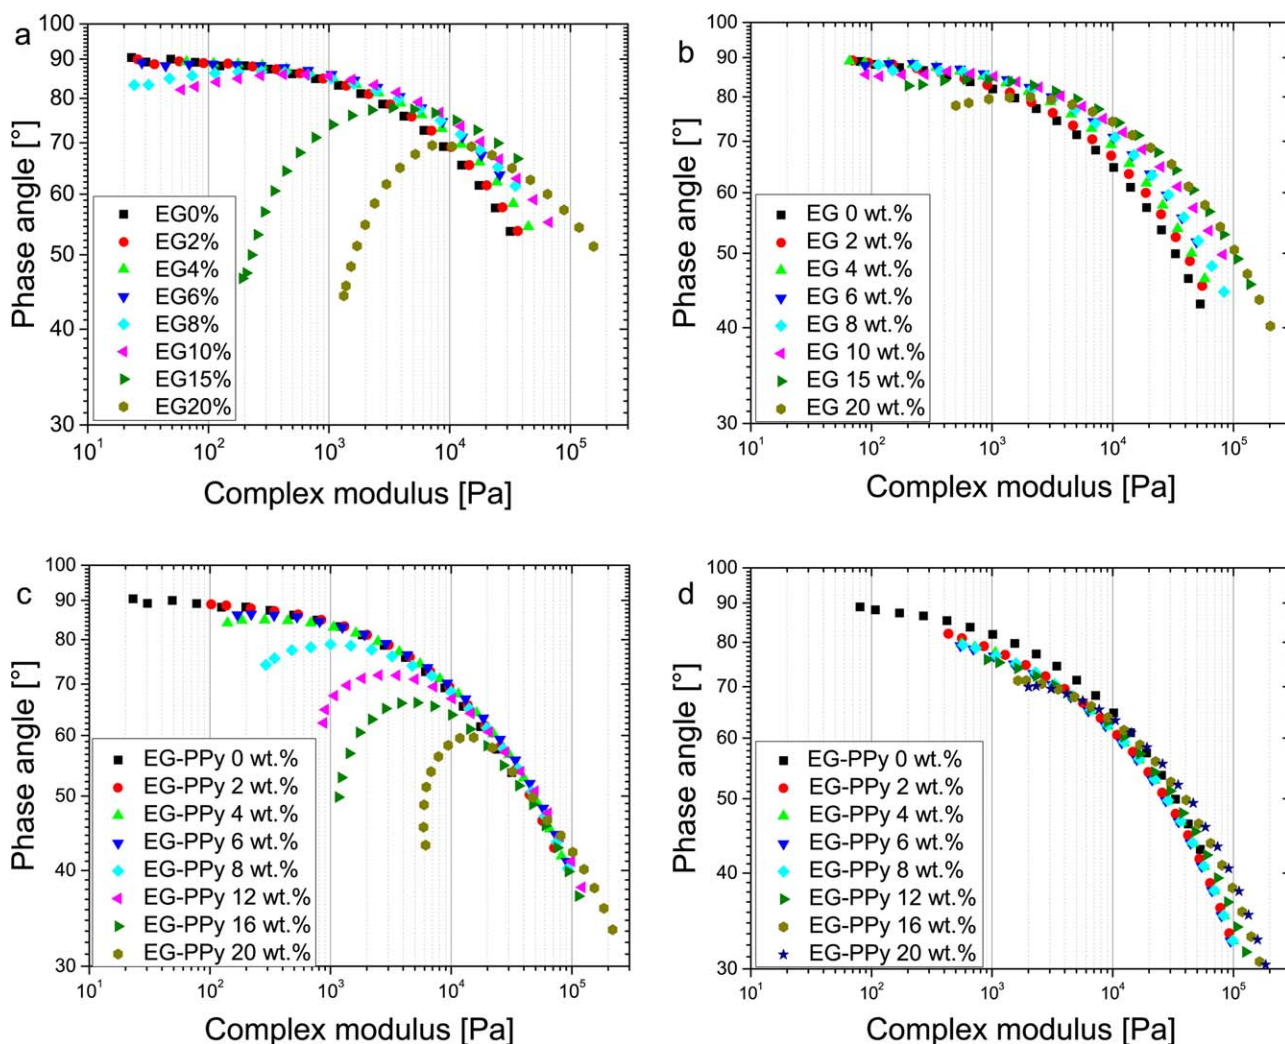 a
100
90
80
70
60
50
40
30
Phase angle [°]
EG0%
EG2%
EG4%
EG6%
EG8%
EG10%
EG15%
EG20%
10¹ 10² 10³ 10⁴ 10⁵
Complex modulus [Pa]
b
100
90
80
70
60
50
40
30
Phase angle [°]
EG 0 wt.%
EG 2 wt.%
EG 4 wt.%
EG 6 wt.%
EG 8 wt.%
EG 10 wt.%
EG 15 wt.%
EG 20 wt.%
10¹ 10² 10³ 10⁴ 10⁵
Complex modulus [Pa]
c
100
90
80
70
60
50
40
30
Phase angle [°]
EG-PPy 0 wt.%
EG-PPy 2 wt.%
EG-PPy 4 wt.%
EG-PPy 6 wt.%
EG-PPy 8 wt.%
EG-PPy 12 wt.%
EG-PPy 16 wt.%
EG-PPy 20 wt.%
10¹ 10² 10³ 10⁴ 10⁵
Complex modulus [Pa]
d
100
90
80
70
60
50
40
30
Phase angle [°]
EG-PPy 0 wt.%
EG-PPy 2 wt.%
EG-PPy 4 wt.%
EG-PPy 6 wt.%
EG-PPy 8 wt.%
EG-PPy 12 wt.%
EG-PPy 16 wt.%
EG-PPy 20 wt.%
10¹ 10² 10³ 10⁴ 10⁵
Complex modulus [Pa]